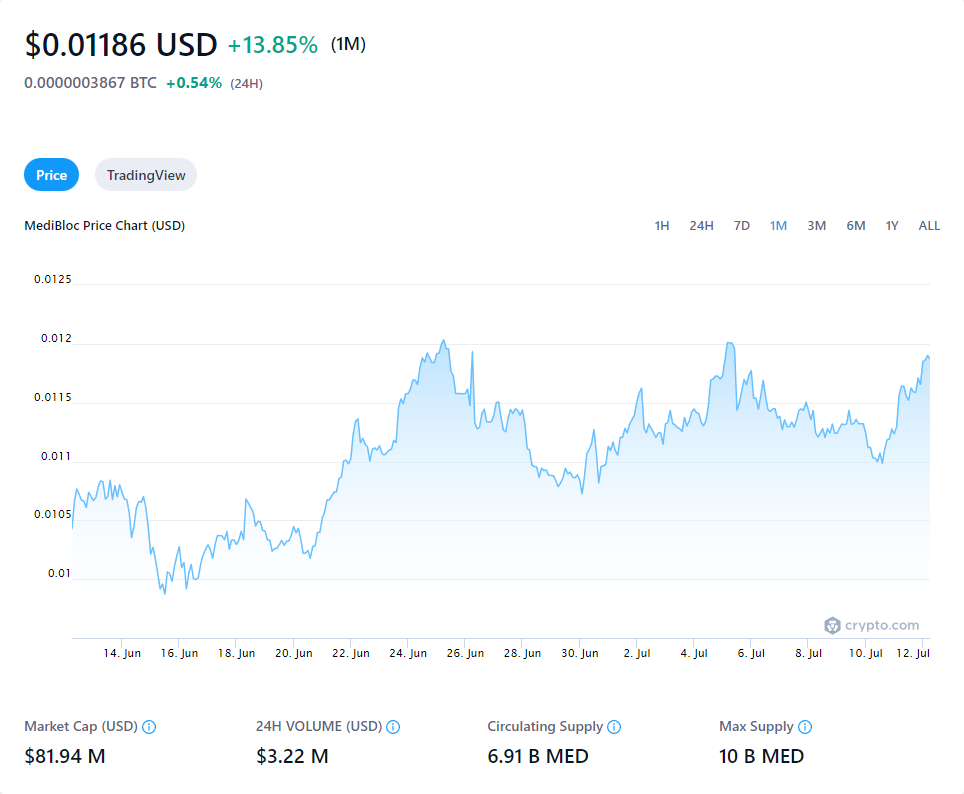 $0.01186 USD +13.85% (1M)
0.0000003867 BTC +0.54% (24H)
Price TradingView
MediBloc Price Chart (USD) 1H 24H 7D 1M 3M 6M 1Y ALL
0.0125
0.012
0.0115
0.011
0.0105
0.01
crypto.com
14. Jun 16. Jun 18. Jun 20. Jun 22. Jun 24. Jun 26. Jun 28. Jun 30. Jun 2. Jul 4. Jul 6. Jul 8. Jul 10. Jul 12. Jul
Market Cap (USD) 24H VOLUME (USD) Circulating Supply Max Supply
$81.94 M $3.22 M 6.91 B MED 10 B MED